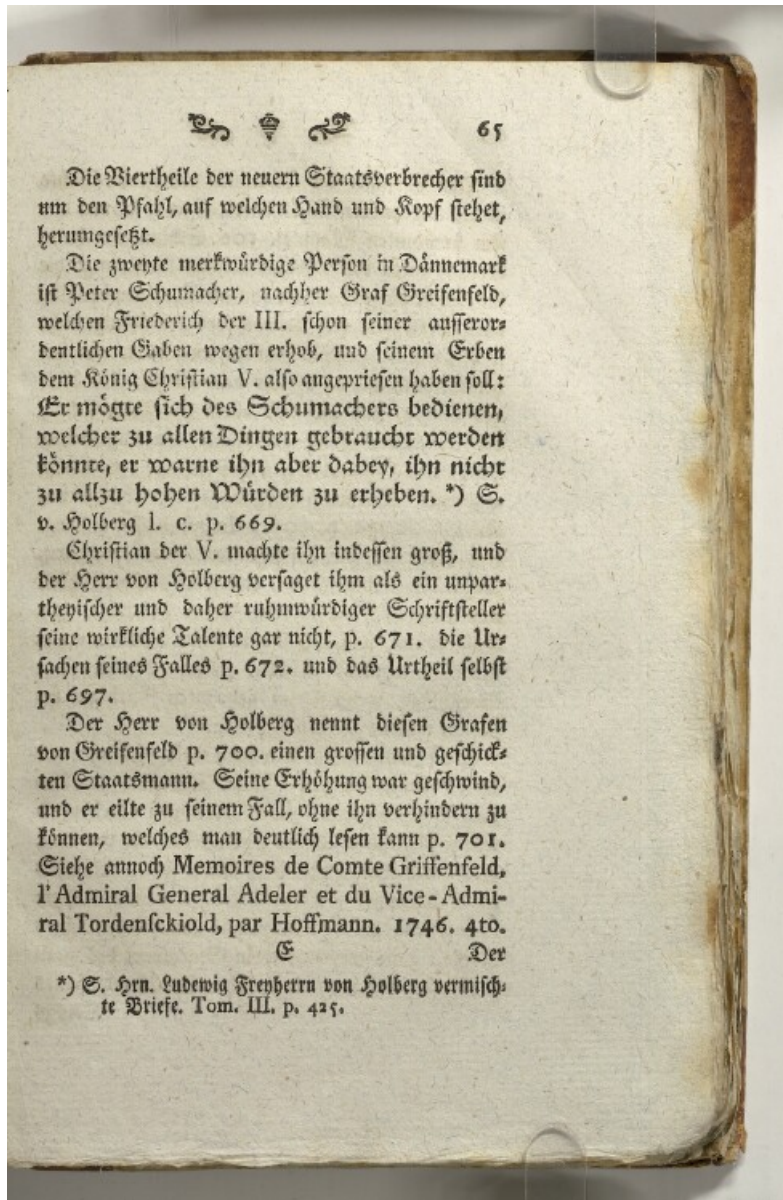 65
Die Viertheile der neuern Staatsverbrecher sind
um den Pfahl, auf welchen Hand und Kopf stehet,
herumgesetzt.
Die zweyte merkwürdige Person in Dännemark
ist Peter Schumacher, nachher Graf Greifenfeld,
welchen Friederich der III. schon seiner ausseror-
dentlichen Gaben wegen erhob, und seinem Erben
dem König Christian V. also angepriesen haben soll:
Er mögte sich des Schumachers bedienen,
welcher zu allen Dingen gebraucht werden
könnte, er warne ihn aber dabey, ihn nicht
zu allzu hohen Würden zu erheben. *) S.
v. Holberg l. c. p. 669.
Christian der V. machte ihn indessen groß, und
der Herr von Holberg versaget ihm als ein unpar-
theyischer und daher ruhmwürdiger Schriftsteller
seine wirkliche Talente gar nicht, p. 671. die Ur-
sachen seines Falles p. 672. und das Urtheil selbst
p. 697.
Der Herr von Holberg nennt diesen Grafen
von Greifenfeld p. 700. einen grossen und geschick-
ten Staatsmann. Seine Erhöhung war geschwind,
und er eilte zu seinem Fall, ohne ihn verhindern zu
können, welches man deutlich lesen kann p. 701.
Siehe annoch Memoires de Comte Griffenfeld,
l'Admiral General Adeler et du Vice-Admi-
ral Tordensckiold, par Hoffmann. 1746. 4to.
E Der
*) S. Hrn. Ludewig Freyherrn von Holberg vermisch-
te Briefe. Tom. III. p. 425.